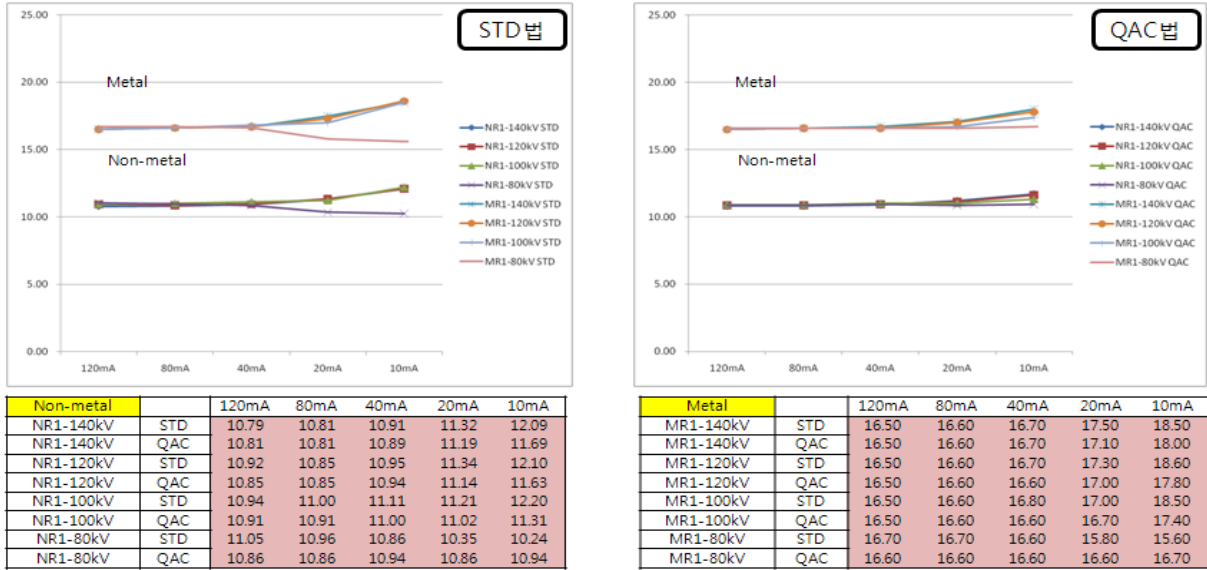 STD법
25.00
20.00
15.00
10.00
5.00
0.00
Metal
Non-metal
120mA 80mA 40mA 20mA 10mA
NR1-140kV STD
NR1-120kV STD
NR1-100kV STD
NR1-80kV STD
MR1-140kV STD
MR1-120kV STD
MR1-100kV STD
MR1-80kV STD
QAC법
25.00
20.00
15.00
10.00
5.00
0.00
Metal
Non-metal
120mA 80mA 40mA 20mA 10mA
NR1-140kV QAC
NR1-120kV QAC
NR1-100kV QAC
NR1-80kV QAC
MR1-140kV QAC
MR1-120kV QAC
MR1-100kV QAC
MR1-80kV QAC
Non-metal 120mA 80mA 40mA 20mA 10mA
NR1-140kV STD 10.79 10.81 10.91 11.32 12.09
NR1-140kV QAC 10.81 10.81 10.89 11.19 11.69
NR1-120kV STD 10.92 10.85 10.95 11.34 12.10
NR1-120kV QAC 10.85 10.85 10.94 11.14 11.63
NR1-100kV STD 10.94 11.00 11.11 11.21 12.20
NR1-100kV QAC 10.91 10.91 11.00 11.02 11.31
NR1-80kV STD 11.05 10.96 10.86 10.35 10.24
NR1-80kV QAC 10.86 10.86 10.94 10.86 10.94
Metal 120mA 80mA 40mA 20mA 10mA
MR1-140kV STD 16.50 16.60 16.70 17.50 18.50
MR1-140kV QAC 16.50 16.60 16.70 17.10 18.00
MR1-120kV STD 16.50 16.60 16.70 17.30 18.60
MR1-120kV QAC 16.50 16.60 16.60 17.00 17.80
MR1-100kV STD 16.50 16.60 16.80 17.00 18.50
MR1-100kV QAC 16.50 16.60 16.60 16.70 17.40
MR1-80kV STD 16.70 16.70 16.60 15.80 15.60
MR1-80kV QAC 16.60 16.60 16.60 16.60 16.70